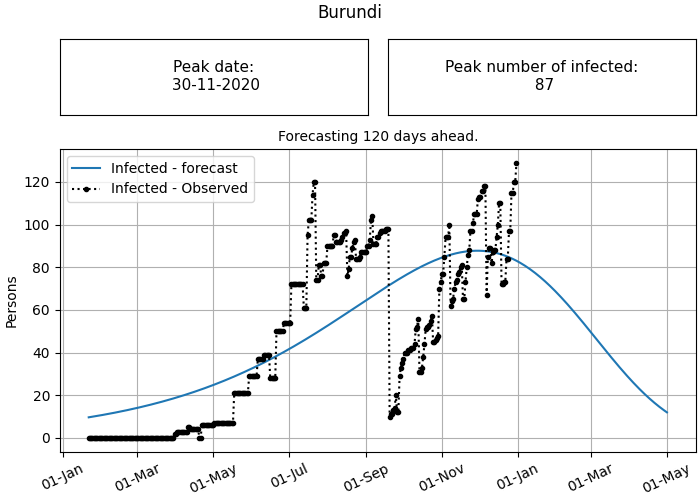 Burundi
Peak date:
30-11-2020
Peak number of infected:
87
Forecasting 120 days ahead.
Infected - forecast
Infected - Observed
Persons
120
100
80
60
40
20
0
01-Jan
01-Mar
01-May
01-Jul
01-Sep
01-Nov
01-Jan
01-Mar
01-May